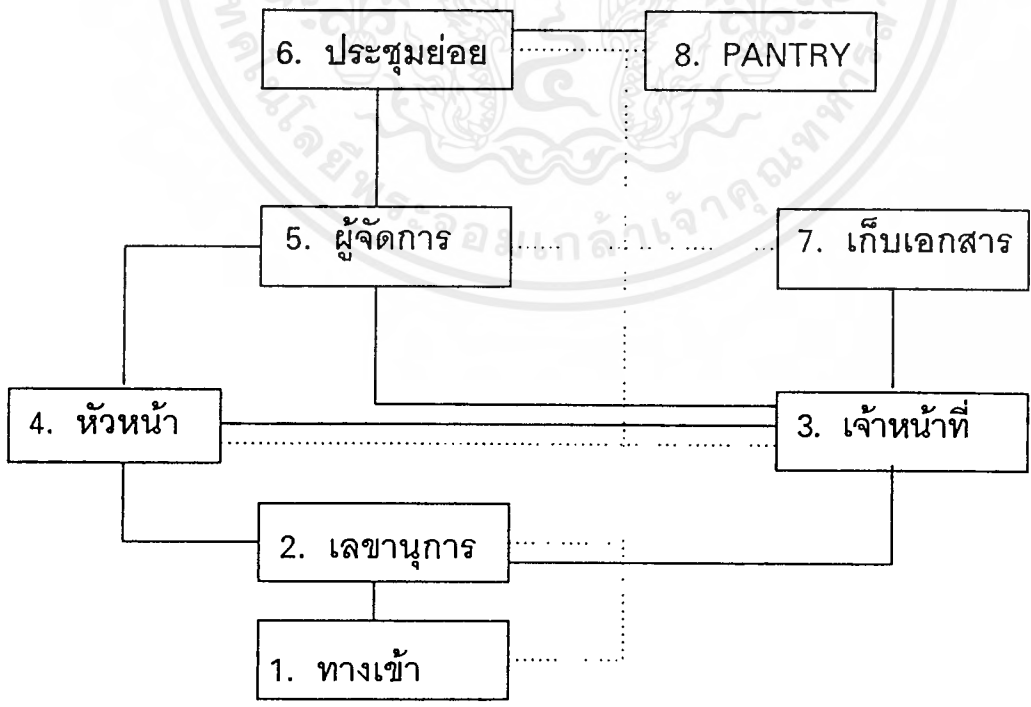 6. ประชุมย่อย
8. PANTRY
5. ผู้จัดการ
7. เก็บเอกสาร
4. หัวหน้า
3. เจ้าหน้าที่
2. เลขานุการ
1. ทางเข้า